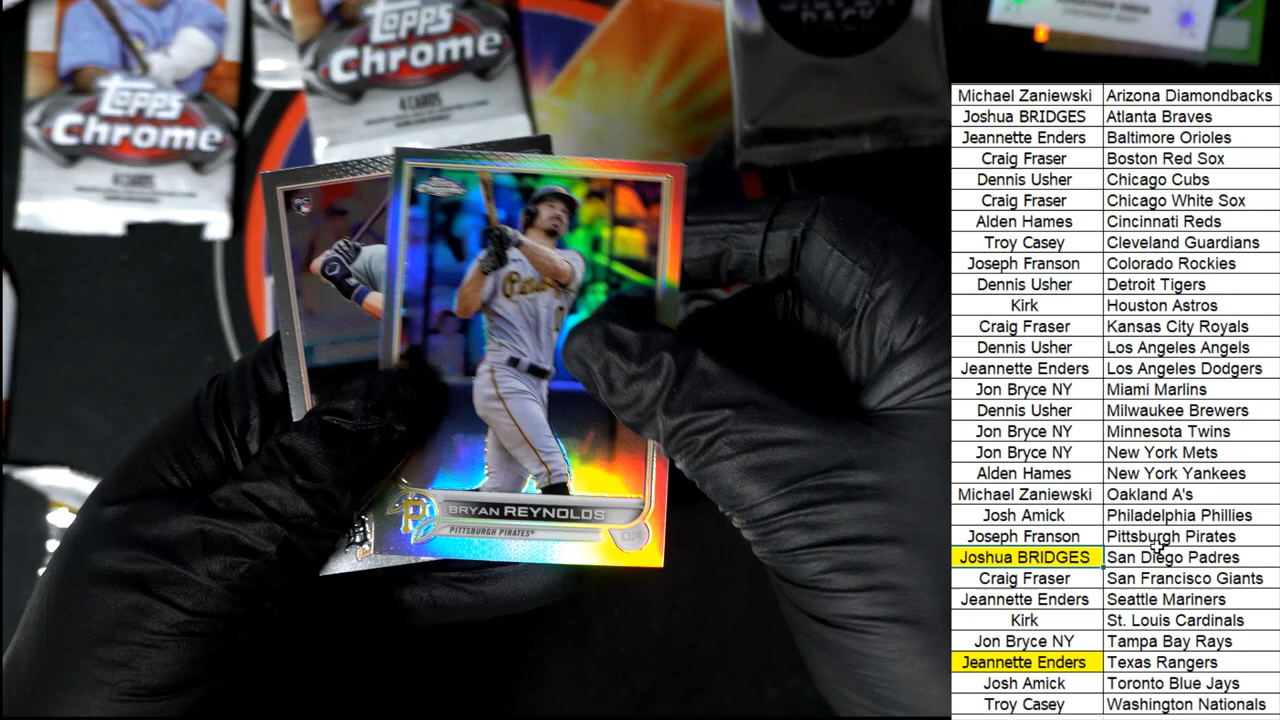 TOPPS
Chrome
4 CARDS
TOPPS
Chrome
4 CARDS
PACK
RC
P
BRYAN REYNOLDS
PITTSBURGH PIRATES®
Michael Zaniewski Arizona Diamondbacks
Joshua BRIDGES Atlanta Braves
Jeannette Enders Baltimore Orioles
Craig Fraser Boston Red Sox
Dennis Usher Chicago Cubs
Craig Fraser Chicago White Sox
Alden Hames Cincinnati Reds
Troy Casey Cleveland Guardians
Joseph Franson Colorado Rockies
Dennis Usher Detroit Tigers
Kirk Houston Astros
Craig Fraser Kansas City Royals
Dennis Usher Los Angeles Angels
Jeannette Enders Los Angeles Dodgers
Jon Bryce NY Miami Marlins
Dennis Usher Milwaukee Brewers
Jon Bryce NY Minnesota Twins
Jon Bryce NY New York Mets
Alden Hames New York Yankees
Michael Zaniewski Oakland A's
Josh Amick Philadelphia Phillies
Joseph Franson Pittsburgh Pirates
Joshua BRIDGES San Diego Padres
Craig Fraser San Francisco Giants
Jeannette Enders Seattle Mariners
Kirk St. Louis Cardinals
Jon Bryce NY Tampa Bay Rays
Jeannette Enders Texas Rangers
Josh Amick Toronto Blue Jays
Troy Casey Washington Nationals